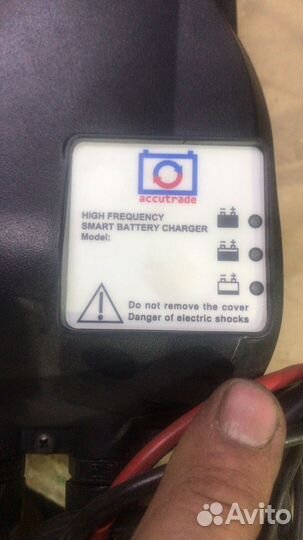 accutrade
HIGH FREQUENCY
SMART BATTERY CHARGER
Model:
Do not remove the cover
Danger of electric shocks
Avito